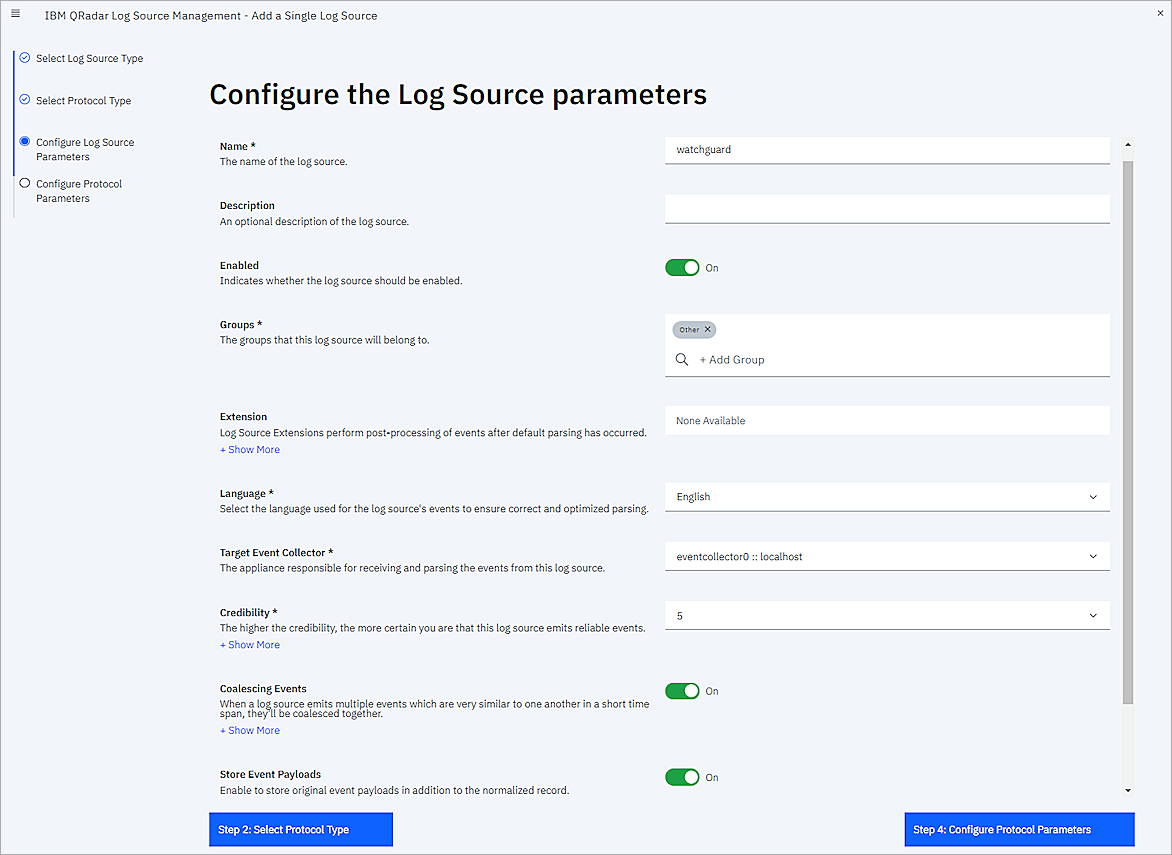 IBM QRadar Log Source Management - Add a Single Log Source
Select Log Source Type
Select Protocol Type
Configure Log Source
Parameters
Configure Protocol
Parameters
Configure the Log Source parameters
Name *
The name of the log source.
watchguard
Description
An optional description of the log source.
Enabled
Indicates whether the log source should be enabled.
On
Groups *
The groups that this log source will belong to.
Other
+ Add Group
Extension
Log Source Extensions perform post-processing of events after default parsing has occurred.
+ Show More
None Available
Language *
Select the language used for the log source's events to ensure correct and optimized parsing.
English
Target Event Collector *
The appliance responsible for receiving and parsing the events from this log source.
eventcollector0 :: localhost
Credibility *
The higher the credibility, the more certain you are that this log source emits reliable events.
+ Show More
5
Coalescing Events
When a log source emits multiple events which are very similar to one another in a short time
span, they'll be coalesced together.
+ Show More
On
Store Event Payloads
Enable to store original event payloads in addition to the normalized record.
On
Step 2: Select Protocol Type
Step 4: Configure Protocol Parameters